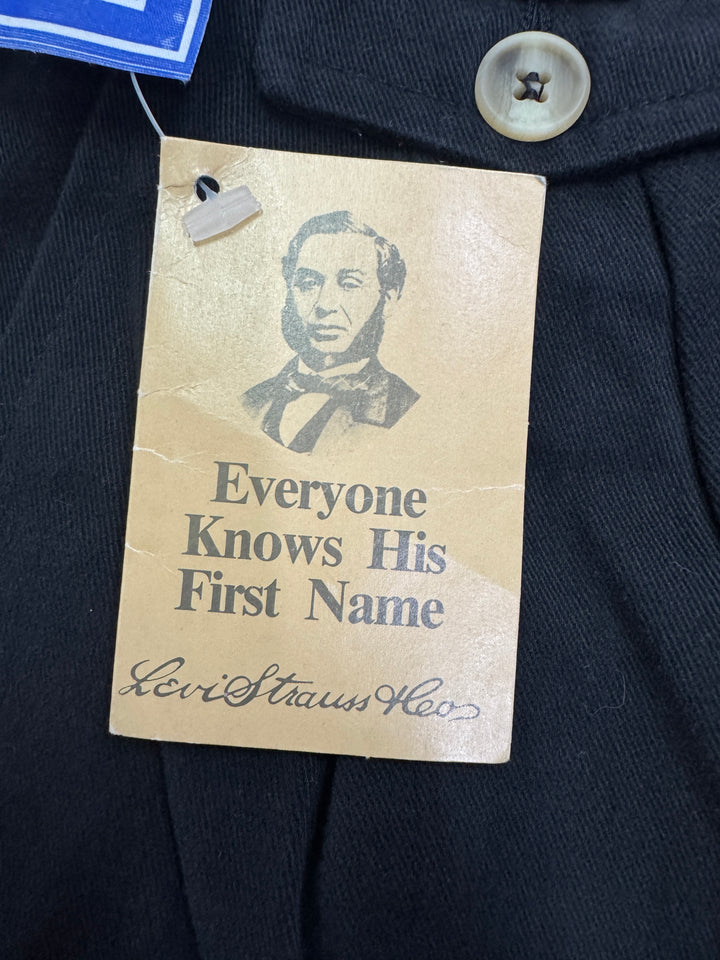 Everyone
Knows His
First Name
Levi Strauss & Co